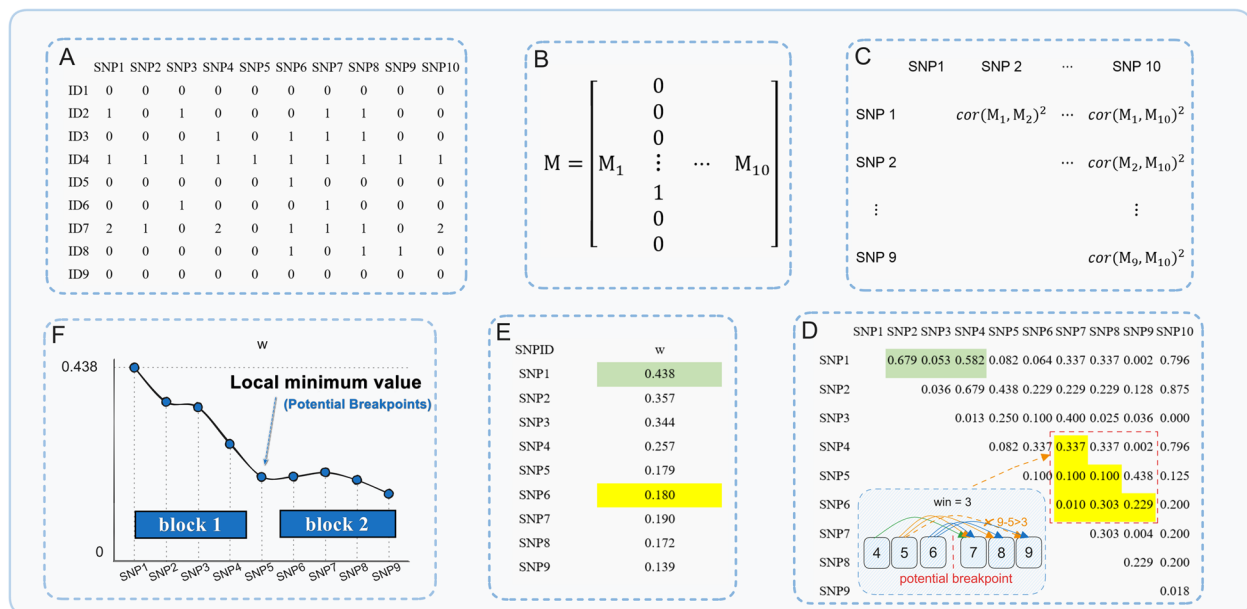 A
SNP1 SNP2 SNP3 SNP4 SNP5 SNP6 SNP7 SNP8 SNP9 SNP10
ID1 0 0 0 0 0 0 0 0 0 0
ID2 1 0 1 0 0 0 1 1 0 0
ID3 0 0 0 1 0 1 1 1 0 0
ID4 1 1 1 1 1 1 1 1 1 1
ID5 0 0 0 0 0 1 0 0 0 0
ID6 0 0 1 0 0 0 1 0 0 0
ID7 2 1 0 2 0 1 1 1 0 2
ID8 0 0 0 0 0 1 0 1 1 0
ID9 0 0 0 0 0 0 0 0 0 0
B
0
0
0
M = M₁ ⋮ ⋯ M₁₀
1
0
0
C
SNP1 SNP 2 ⋯ SNP 10
SNP 1 cor(M₁,M₂)² ⋯ cor(M₁,M₁₀)²
SNP 2 ⋯ cor(M₂,M₁₀)²
⋮ ⋮
SNP 9 cor(M₉,M₁₀)²
F
w
0.438
Local minimum value
(Potential Breakpoints)
block 1 block 2
0
SNP1 SNP2 SNP3 SNP4 SNP5 SNP6 SNP7 SNP8 SNP9
E
SNPID w
SNP1 0.438
SNP2 0.357
SNP3 0.344
SNP4 0.257
SNP5 0.179
SNP6 0.180
SNP7 0.190
SNP8 0.172
SNP9 0.139
D
SNP1 SNP2 SNP3 SNP4 SNP5 SNP6 SNP7 SNP8 SNP9 SNP10
SNP1 0.679 0.053 0.582 0.082 0.064 0.337 0.337 0.002 0.796
SNP2 0.036 0.679 0.438 0.229 0.229 0.229 0.128 0.875
SNP3 0.013 0.250 0.100 0.400 0.025 0.036 0.000
SNP4 0.082 0.337 0.337 0.337 0.002 0.796
SNP5 0.100 0.100 0.100 0.438 0.125
SNP6 0.010 0.303 0.229 0.200
SNP7 0.303 0.004 0.200
SNP8 0.229 0.200
SNP9 0.018
win = 3
9-5>3
4 5 6 7 8 9
potential breakpoint